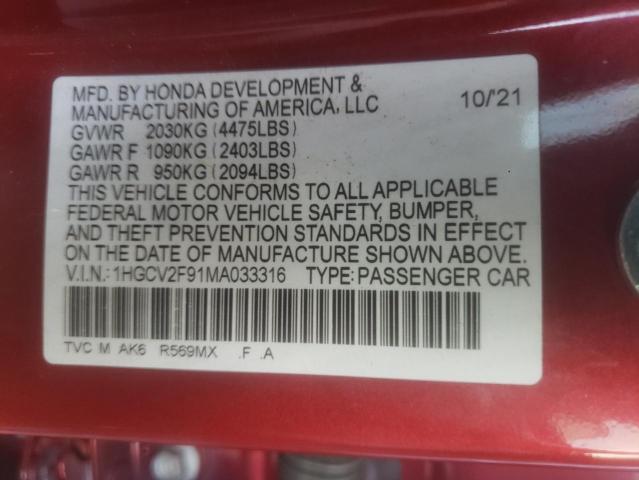 MFD. BY HONDA DEVELOPMENT &
MANUFACTURING OF AMERICA, LLC 10/'21
GVWR 2030KG (4475LBS)
GAWR F 1090KG (2403LBS)
GAWR R 950KG (2094LBS)
THIS VEHICLE CONFORMS TO ALL APPLICABLE
FEDERAL MOTOR VEHICLE SAFETY, BUMPER,
AND THEFT PREVENTION STANDARDS IN EFFECT
ON THE DATE OF MANUFACTURE SHOWN ABOVE.
V.I.N.:1HGCV2F91MA033316 TYPE:PASSENGER CAR
TVC M AK6 R569MX .F .A